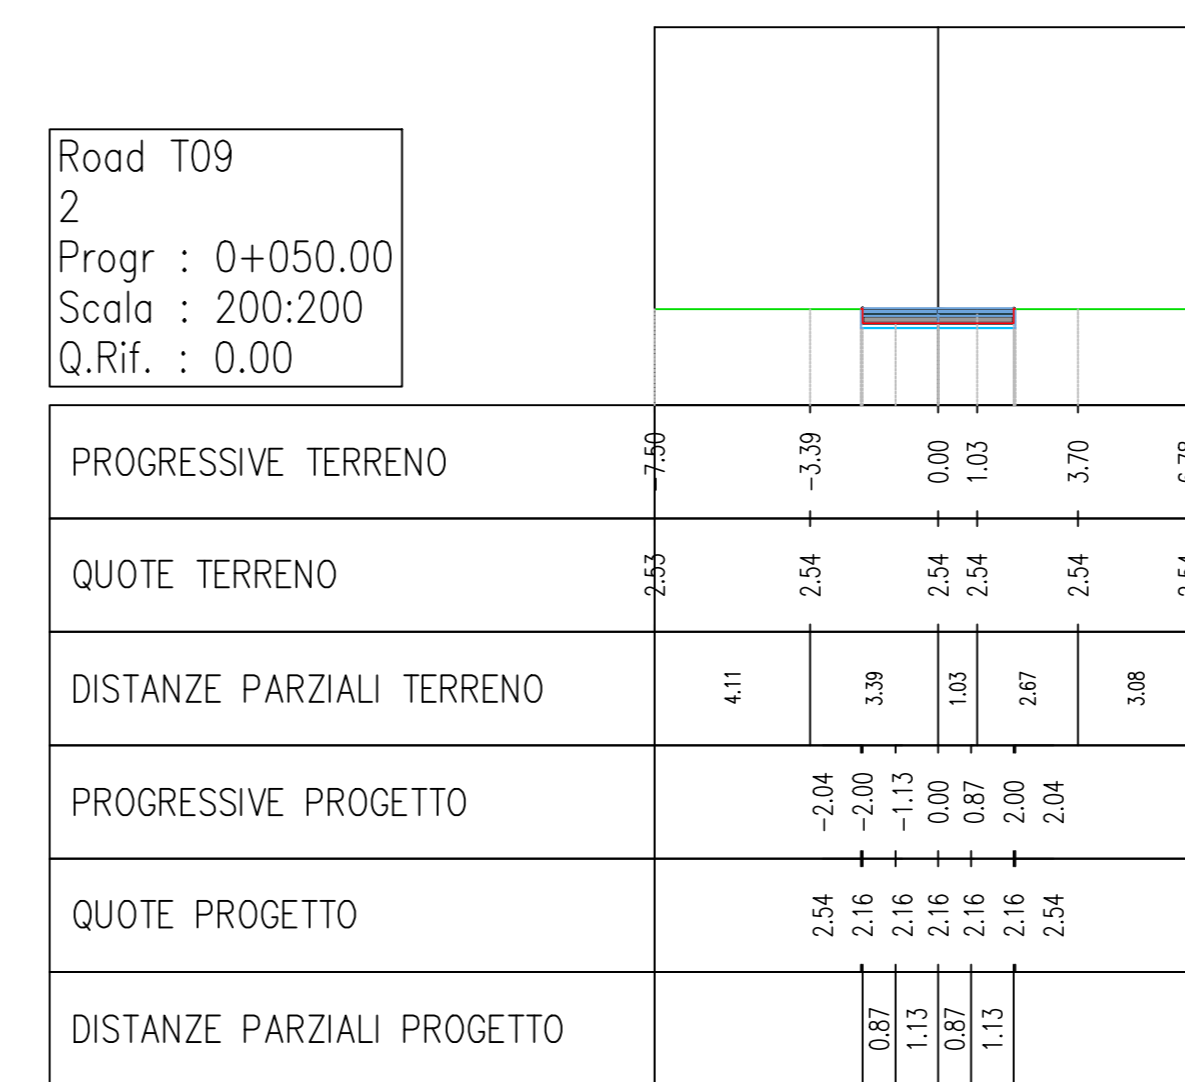 Road T09
2
Progr : 0+050.00
Scala : 200:200
Q.Rif. : 0.00
PROGRESSIVE TERRENO -7.50 -3.39 0.00 1.03 3.70
QUOTE TERRENO 2.53 2.54 2.54 2.54 2.54
DISTANZE PARZIALI TERRENO 4.11 3.39 1.03 2.67 3.08
PROGRESSIVE PROGETTO -2.04 -2.00 -1.13 0.00 0.87 2.00 2.04
QUOTE PROGETTO 2.54 2.16 2.16 2.16 2.16 2.16 2.54
DISTANZE PARZIALI PROGETTO 0.87 1.13 0.87 1.13